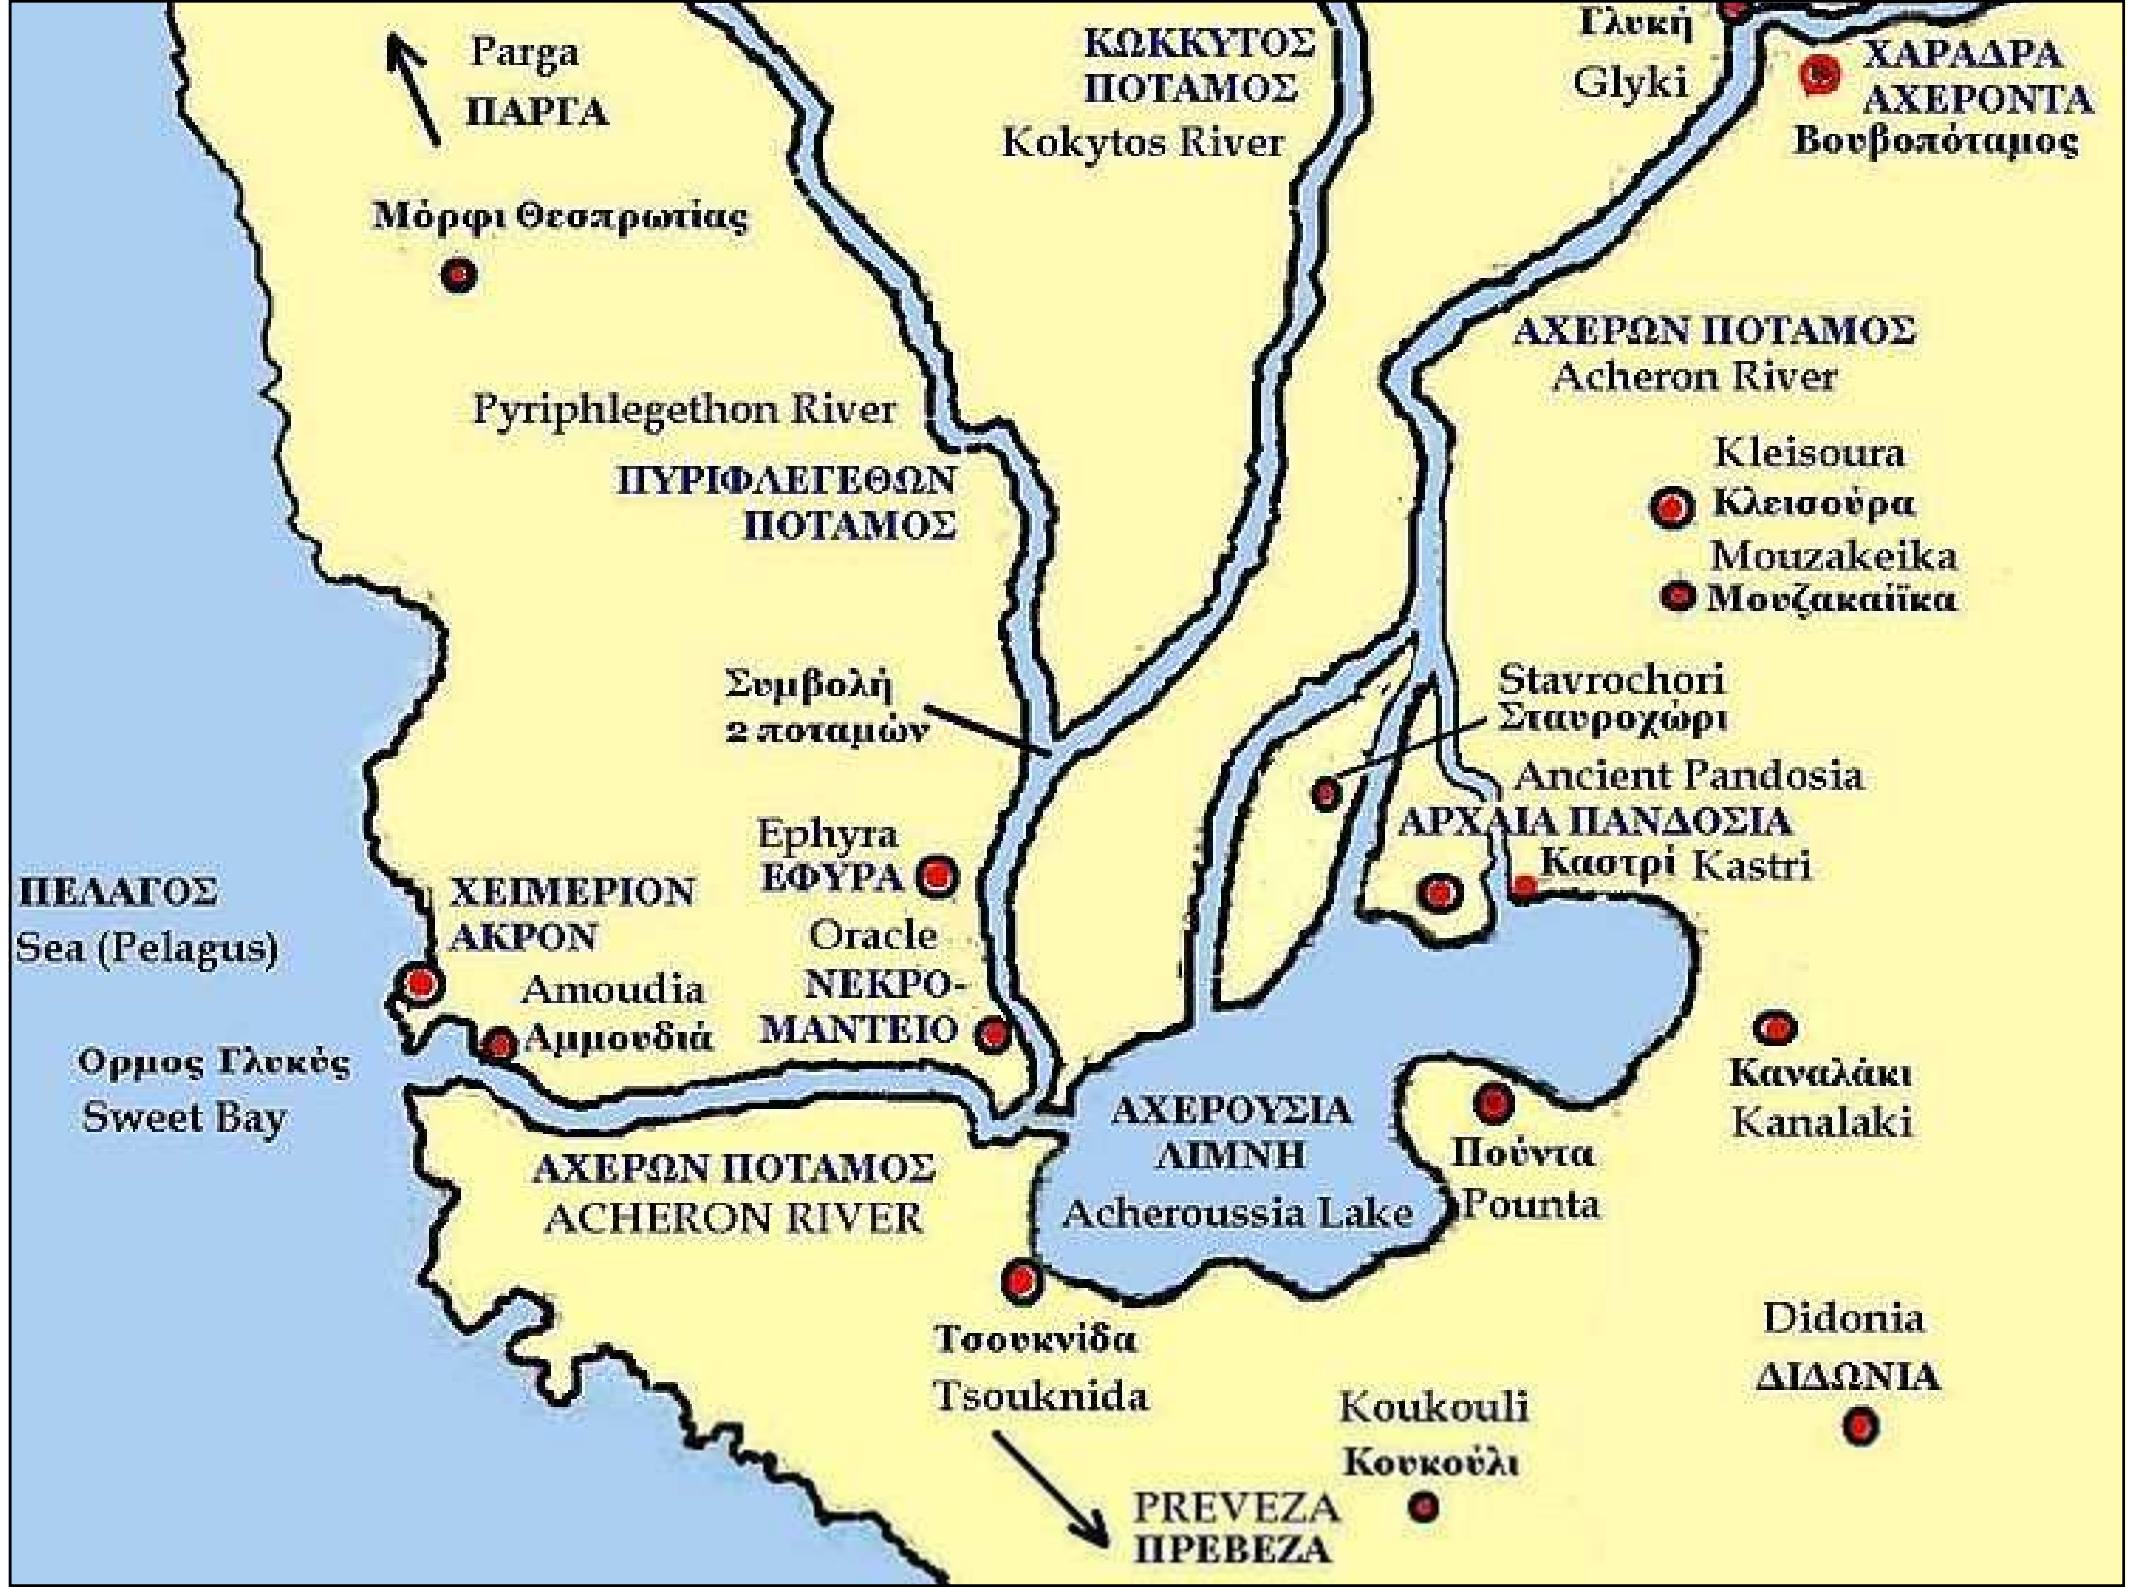 Parga
ΠΑΡΓΑ
ΚΩΚΚΥΤΟΣ
ΠΟΤΑΜΟΣ
Kokytos River
Γλυκή
Glyki
ΧΑΡΑΔΡΑ
ΑΧΕΡΟΝΤΑ
Βουβοπόταμος
Μόρφι Θεσπρωτίας
ΑΧΕΡΩΝ ΠΟΤΑΜΟΣ
Acheron River
Pyriphlegethon River
ΠΥΡΙΦΛΕΓΕΘΩΝ
ΠΟΤΑΜΟΣ
Kleisoura
Κλεισούρα
Mouzakeika
Μουζακαίϊκα
Συμβολή
2 ποταμών
Stavrochori
Σταυροχώρι
Ancient Pandosia
ΑΡΧΑΙΑ ΠΑΝΔΟΣΙΑ
Καστρί Kastri
Ephyra
ΕΦΥΡΑ
Oracle
ΝΕΚΡΟ-
ΜΑΝΤΕΙΟ
ΠΕΛΑΓΟΣ
Sea (Pelagus)
ΧΕΙΜΕΡΙΟΝ
ΑΚΡΟΝ
Amoudia
Αμμουδιά
Ορμος Γλυκύς
Sweet Bay
ΑΧΕΡΩΝ ΠΟΤΑΜΟΣ
ACHERON RIVER
ΑΧΕΡΟΥΣΙΑ
ΛΙΜΝΗ
Acheroussia Lake
Πούντα
Pounta
Καναλάκι
Kanalaki
Τσουκνίδα
Tsouknida
Didonia
ΔΙΔΩΝΙΑ
Koukouli
Κουκούλι
PREVEZA
ΠΡΕΒΕΖΑ